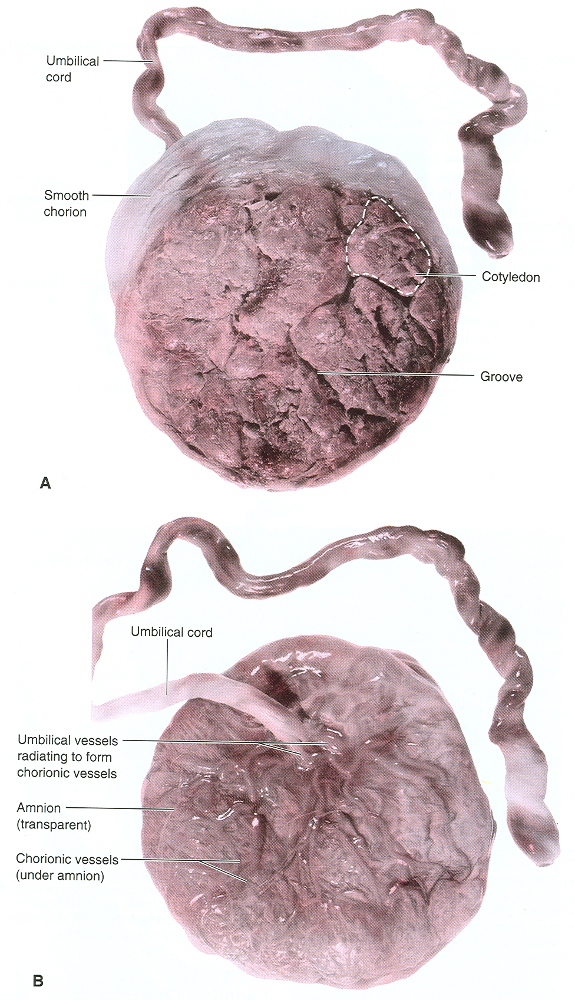 Umbilical
cord
Smooth
chorion
Cotyledon
Groove
A
Umbilical cord
Umbilical vessels
radiating to form
chorionic vessels
Amnion
(transparent)
Chorionic vessels
(under amnion)
B